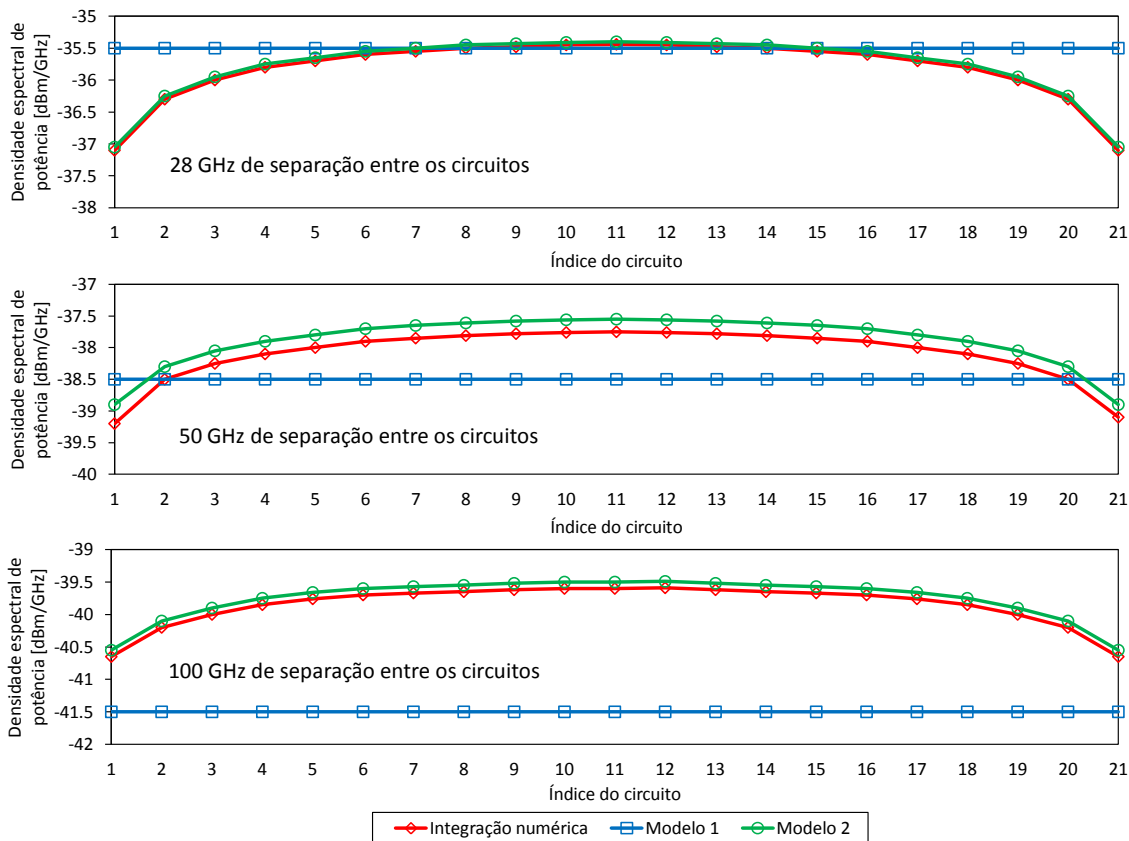 Densidade espectral de
potência [dBm/GHz]
-35
-35.5
-36
-36.5
-37
-37.5
-38
28 GHz de separação entre os circuitos
1 2 3 4 5 6 7 8 9 10 11 12 13 14 15 16 17 18 19 20 21
Índice do circuito
Densidade espectral de
potência [dBm/GHz]
-37
-37.5
-38
-38.5
-39
-39.5
-40
50 GHz de separação entre os circuitos
1 2 3 4 5 6 7 8 9 10 11 12 13 14 15 16 17 18 19 20 21
Índice do circuito
Densidade espectral de
potência [dBm/GHz]
-39
-39.5
-40
-40.5
-41
-41.5
-42
100 GHz de separação entre os circuitos
1 2 3 4 5 6 7 8 9 10 11 12 13 14 15 16 17 18 19 20 21
Índice do circuito
Integração numérica Modelo 1 Modelo 2